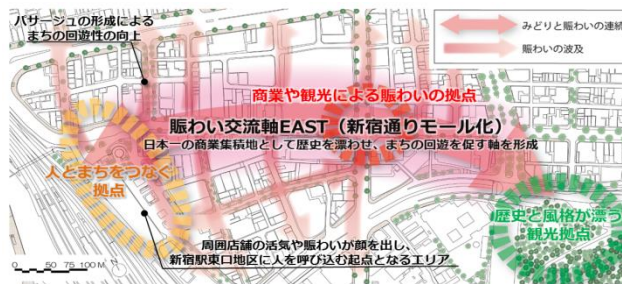 パサージュの形成による
まちの回遊性の向上
みどりと賑わいの連続
賑わいの波及
商業や観光による賑わいの拠点
賑わい交流軸EAST（新宿通りモール化）
日本一の商業集積地として歴史を漂わせ、まちの回遊を促す軸を形成
人とまちをつなぐ
拠点
歴史と風格が漂う
観光拠点
周囲店舗の活気や賑わいが顔を出し、
新宿駅東口地区に人を呼び込む起点となるエリア
0 25 50 75 100 M